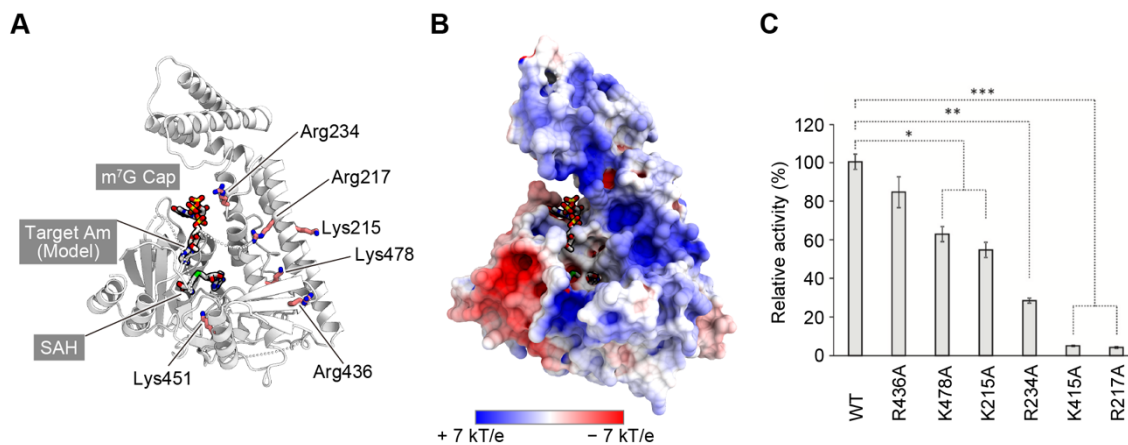 A
B
C
Arg234
m⁷G Cap
Arg217
Target Am
(Model)
Lys215
Lys478
SAH
Lys451
Arg436
+ 7 kT/e
− 7 kT/e
Relative activity (%)
120
100
80
60
40
20
0
***
**
*
WT
R436A
K478A
K215A
R234A
K415A
R217A